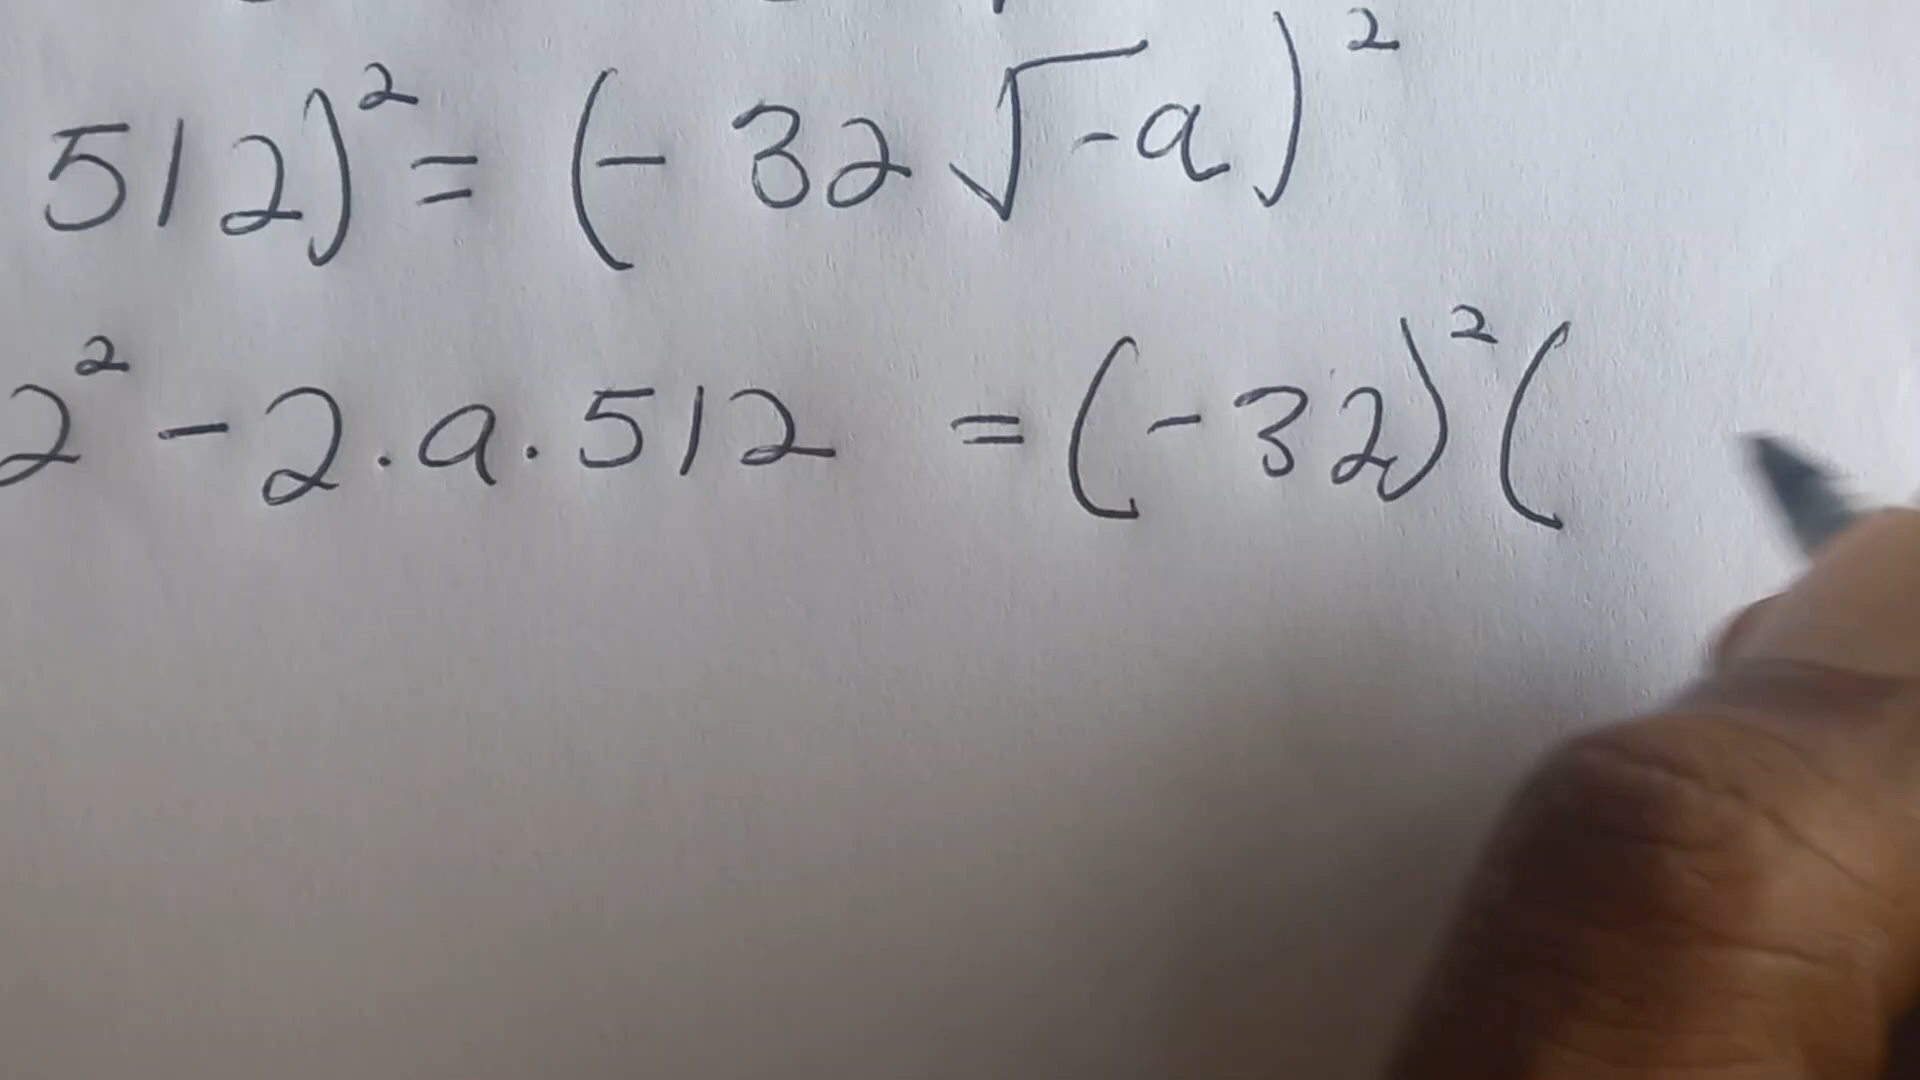 512)² = (- 32 √-a)²
2² - 2.a.512 = (-32)² (